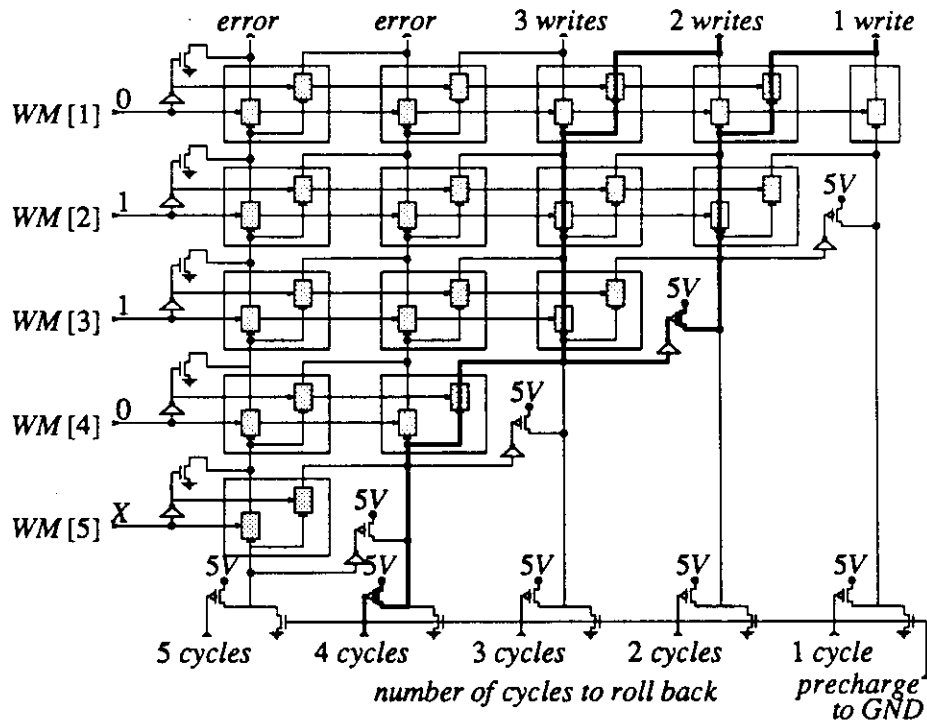 error error 3 writes 2 writes 1 write
WM [1] 0
WM [2] 1
5V
WM [3] 1
5V
WM [4] 0
5V
WM [5] X
5V
5V 5V 5V 5V 5V
5 cycles 4 cycles 3 cycles 2 cycles 1 cycle
number of cycles to roll back precharge
to GND